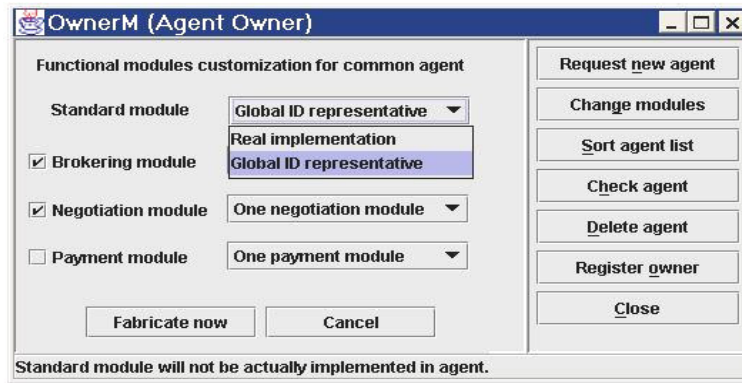 OwnerM (Agent Owner)
Functional modules customization for common agent
Standard module
Global ID representative
Real implementation
Global ID representative
Brokering module
Negotiation module
One negotiation module
Payment module
One payment module
Fabricate now
Cancel
Request new agent
Change modules
Sort agent list
Check agent
Delete agent
Register owner
Close
Standard module will not be actually implemented in agent.